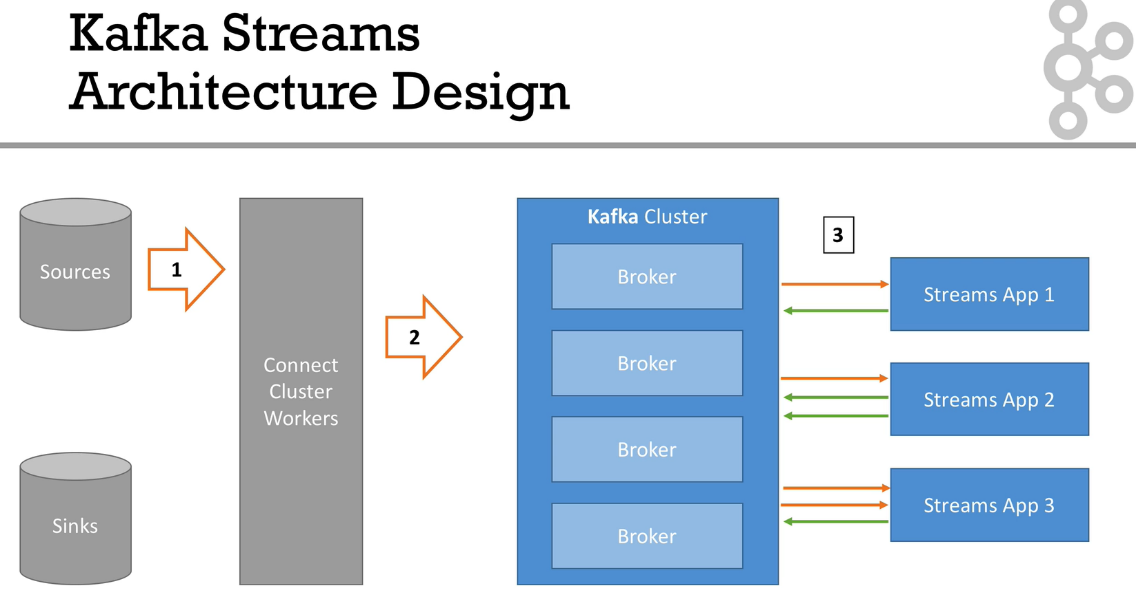 Kafka Streams
Architecture Design
Sources
1
Connect
Cluster
Workers
Sinks
2
Kafka Cluster
Broker
Broker
Broker
Broker
3
Streams App 1
Streams App 2
Streams App 3